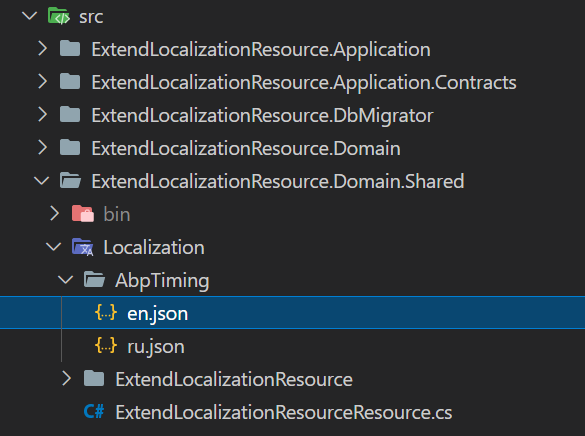 src
ExtendLocalizationResource.Application
ExtendLocalizationResource.Application.Contracts
ExtendLocalizationResource.DbMigrator
ExtendLocalizationResource.Domain
ExtendLocalizationResource.Domain.Shared
bin
Localization
AbpTiming
{..} en.json
{..} ru.json
ExtendLocalizationResource
C# ExtendLocalizationResourceResource.cs